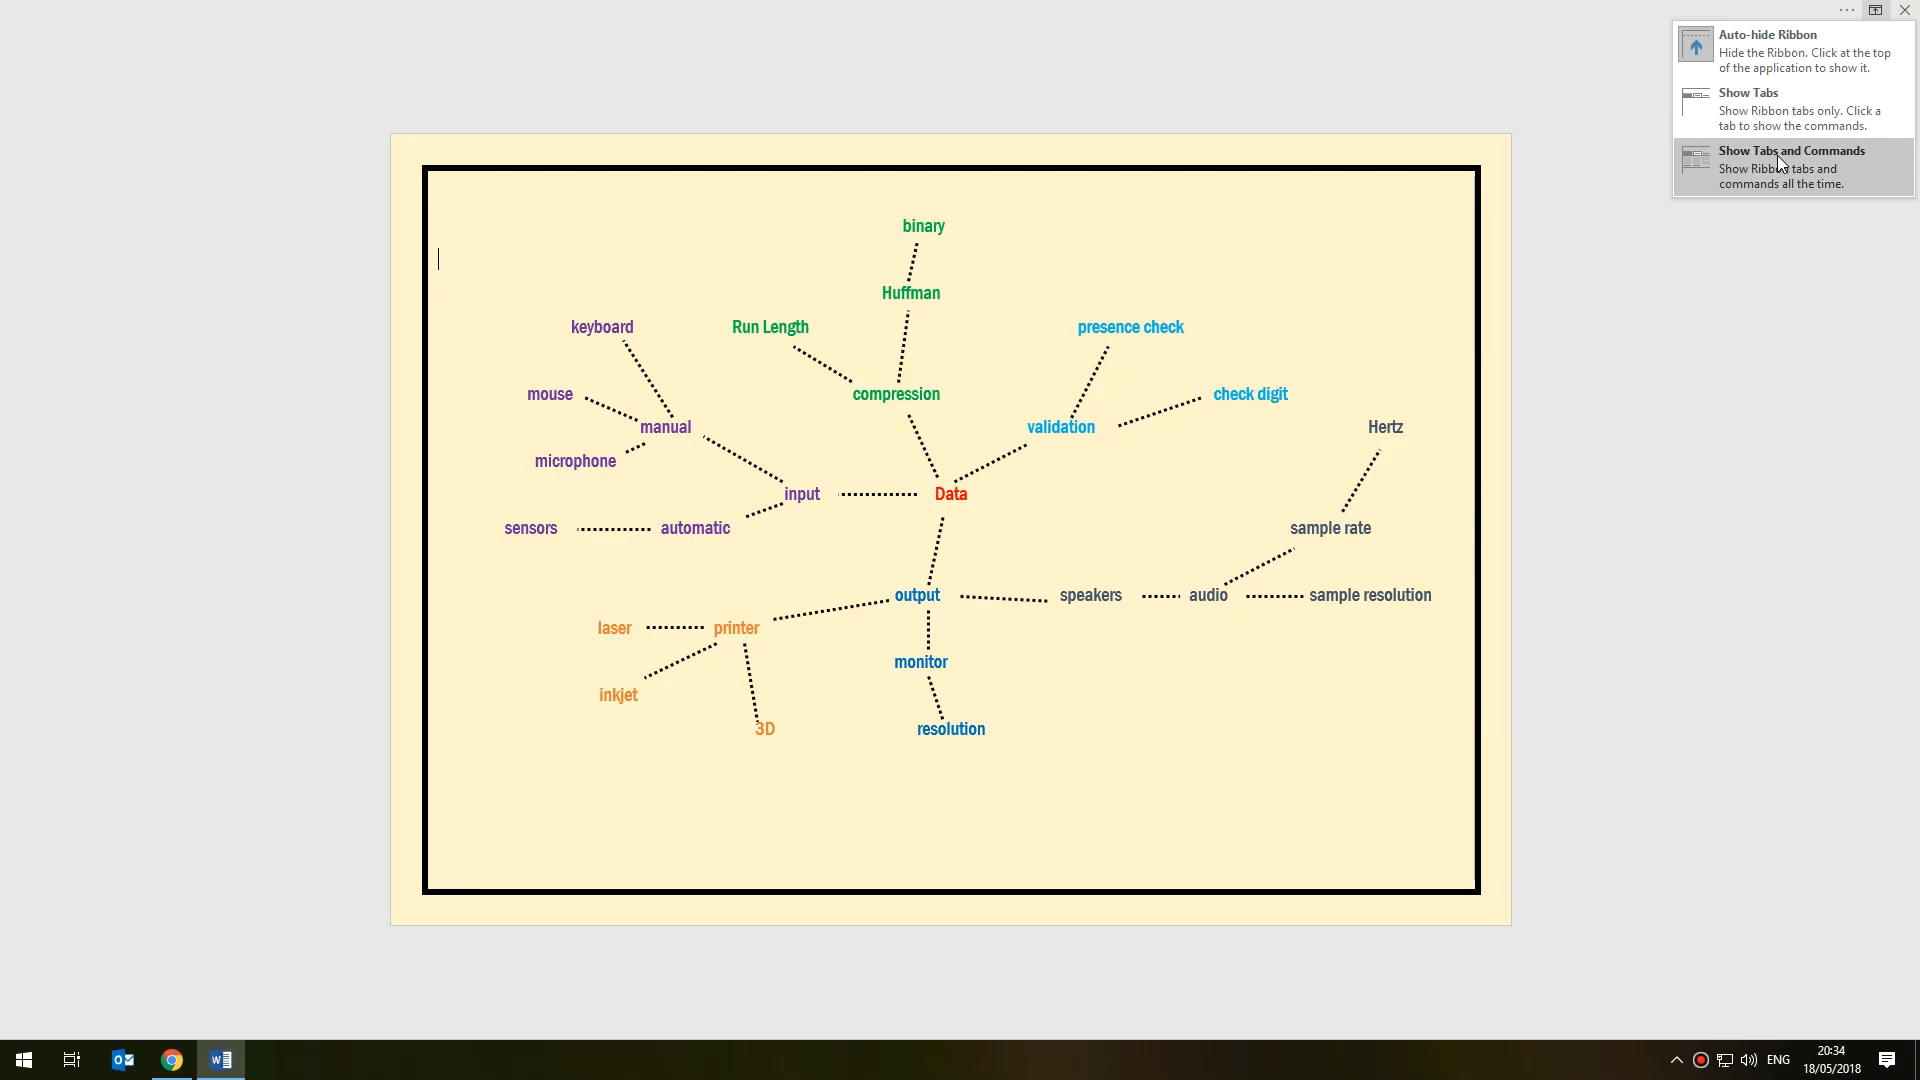 Auto-hide Ribbon
Hide the Ribbon. Click at the top
of the application to show it.
Show Tabs
Show Ribbon tabs only. Click a
tab to show the commands.
Show Tabs and Commands
Show Ribbon tabs and
commands all the time.
binary
Huffman
keyboard
Run Length
presence check
mouse
compression
check digit
manual
validation
Hertz
microphone
input
Data
sensors
automatic
sample rate
output
speakers
audio
sample resolution
laser
printer
monitor
inkjet
3D
resolution
ENG
20:34
18/05/2018